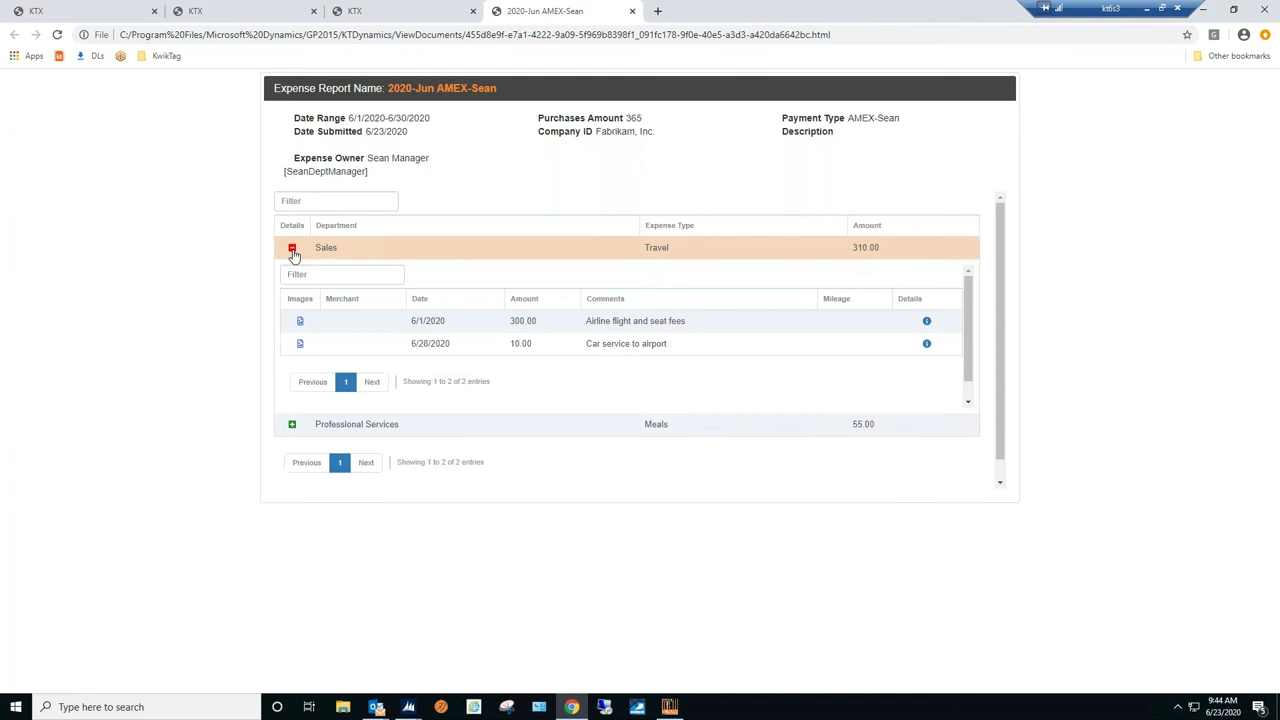 KTX
KTX
KTX
2020-Jun AMEX-Sean
kt6s3
File
C:/Program%20Files/Microsoft%20Dynamics/GP2015/KTDynamics/ViewDocuments/455d8e9f-e7a1-4222-9a09-5f969b8398f1_091fc178-9f0e-40e5-a3d3-a420da6642bc.html
Apps
DLs
KwikTag
Other bookmarks
Expense Report Name: 2020-Jun AMEX-Sean
Date Range 6/1/2020-6/30/2020
Purchases Amount 365
Payment Type AMEX-Sean
Date Submitted 6/23/2020
Company ID Fabrikam, Inc.
Description
Expense Owner Sean Manager
[SeanDeptManager]
Filter
Details Department Expense Type Amount
Sales Travel 310.00
Filter
Images Merchant Date Amount Comments Mileage Details
6/1/2020 300.00 Airline flight and seat fees
6/28/2020 10.00 Car service to airport
Previous 1 Next Showing 1 to 2 of 2 entries
Professional Services Meals 55.00
Previous 1 Next Showing 1 to 2 of 2 entries
Type here to search
9:44 AM
6/23/2020
5